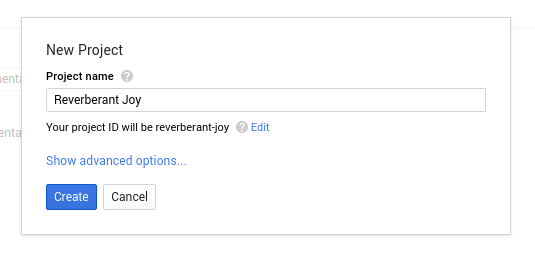 New Project
Project name ?
Reverberant Joy
Your project ID will be reverberant-joy ? Edit
Show advanced options...
Create Cancel